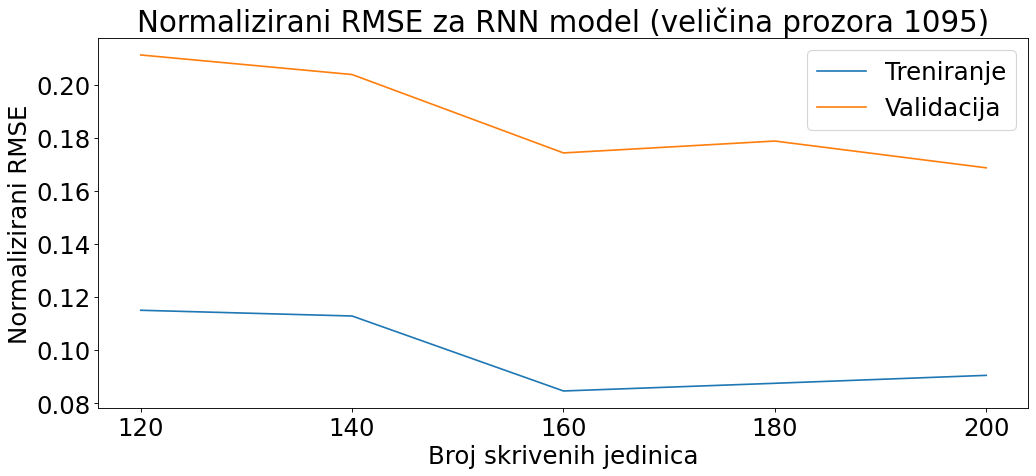 Normalizirani RMSE za RNN model (veličina prozora 1095)
Treniranje
Validacija
Normalizirani RMSE
0.20
0.18
0.16
0.14
0.12
0.10
0.08
120 140 160 180 200
Broj skrivenih jedinica